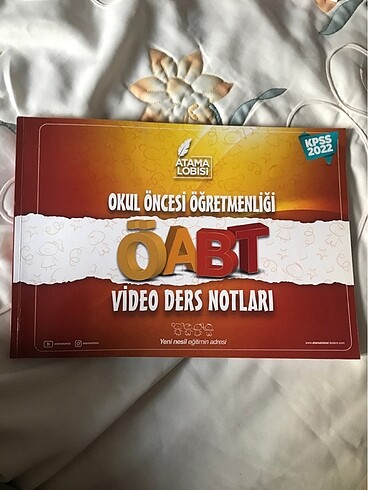 KPSS
2022
ATAMA
LOBİSİ
OKUL ÖNCESİ ÖĞRETMENLİĞİ
ÖABT
VİDEO DERS NOTLARI
Yeni nesil eğitimin adresi